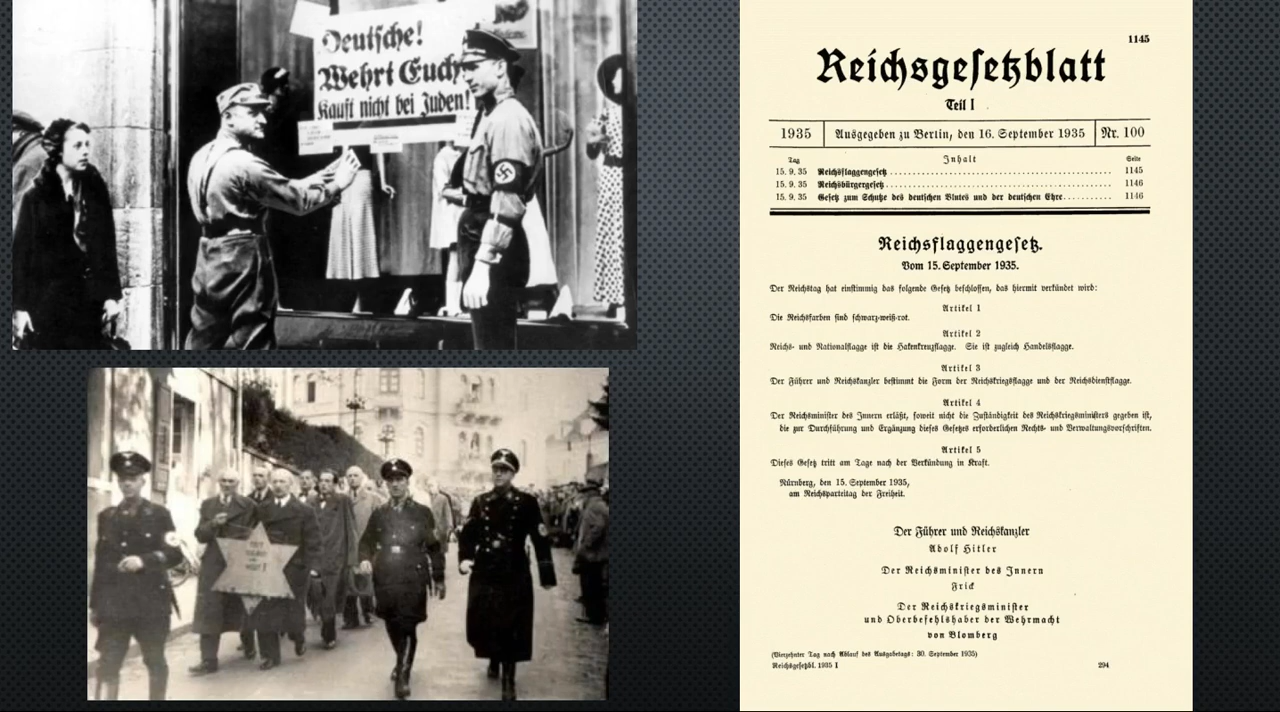 Deutsche!
Wehrt Euch
Kauft nicht bei Juden!
GOTT
VERLÄSST
UNS
NICHT!
1145
Reichsgesetzblatt
Teil I
1935 Ausgegeben zu Berlin, den 16. September 1935 Nr. 100
Tag Inhalt Seite
15. 9. 35 Reichsflaggengesetz 1145
15. 9. 35 Reichsbürgergesetz 1146
15. 9. 35 Gesetz zum Schutze des deutschen Blutes und der deutschen Ehre 1146
Reichsflaggengesetz.
Vom 15. September 1935.
Der Reichstag hat einstimmig das folgende Gesetz beschlossen, das hiermit verkündet wird:
Artikel 1
Die Reichsfarben sind schwarz-weiß-rot.
Artikel 2
Reichs- und Nationalflagge ist die Hakenkreuzflagge. Sie ist zugleich Handelsflagge.
Artikel 3
Der Führer und Reichskanzler bestimmt die Form der Reichskriegsflagge und der Reichsdienstflagge.
Artikel 4
Der Reichsminister des Innern erläßt, soweit nicht die Zuständigkeit des Reichskriegsministers gegeben ist,
die zur Durchführung und Ergänzung dieses Gesetzes erforderlichen Rechts- und Verwaltungsvorschriften.
Artikel 5
Dieses Gesetz tritt am Tage nach der Verkündung in Kraft.
Nürnberg, den 15. September 1935,
am Reichsparteitag der Freiheit.
Der Führer und Reichskanzler
Adolf Hitler
Der Reichsminister des Innern
Frick
Der Reichskriegsminister
und Oberbefehlshaber der Wehrmacht
von Blomberg
(Vierzehnter Tag nach Ablauf des Ausgabetags: 30. September 1935)
Reichsgesetzbl. 1935 I 294